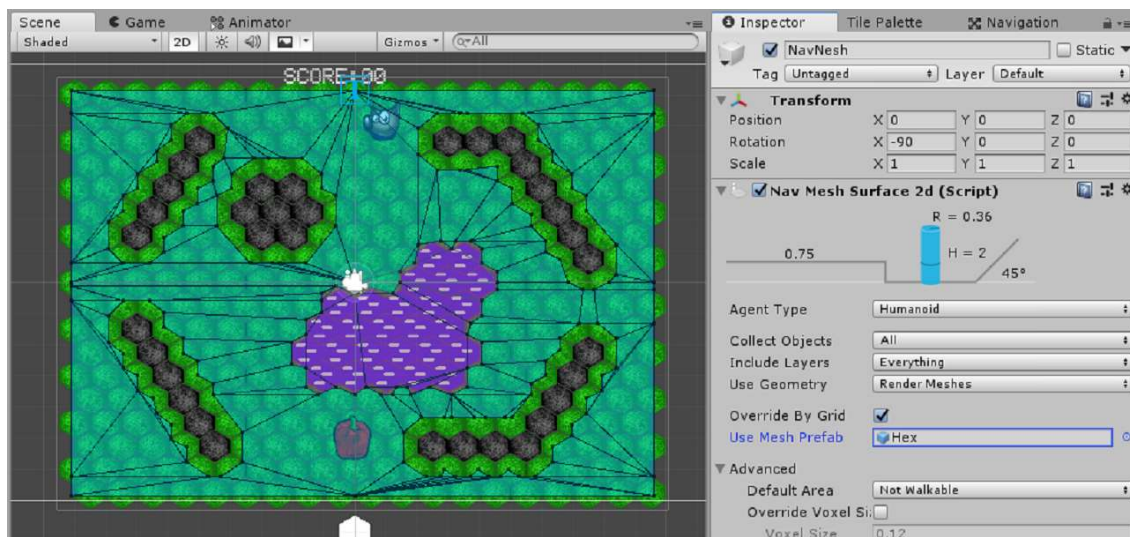 Scene Game Animator
Shaded 2D Gizmos All
SCORE:00
Inspector Tile Palette Navigation
NavNesh Static
Tag Untagged Layer Default
Transform
Position X 0 Y 0 Z 0
Rotation X -90 Y 0 Z 0
Scale X 1 Y 1 Z 1
Nav Mesh Surface 2d (Script)
R = 0.36
0.75 H = 2
45°
Agent Type Humanoid
Collect Objects All
Include Layers Everything
Use Geometry Render Meshes
Override By Grid
Use Mesh Prefab Hex
Advanced
Default Area Not Walkable
Override Voxel Si
Voxel Size 0.12